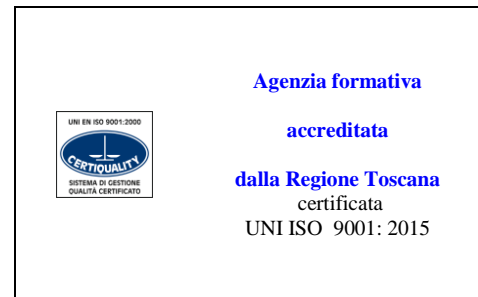 UNI EN ISO 9001:2000
CERTIQUALITY
SISTEMA DI GESTIONE
QUALITÀ CERTIFICATO
Agenzia formativa
accreditata
dalla Regione Toscana
certificata
UNI ISO 9001: 2015